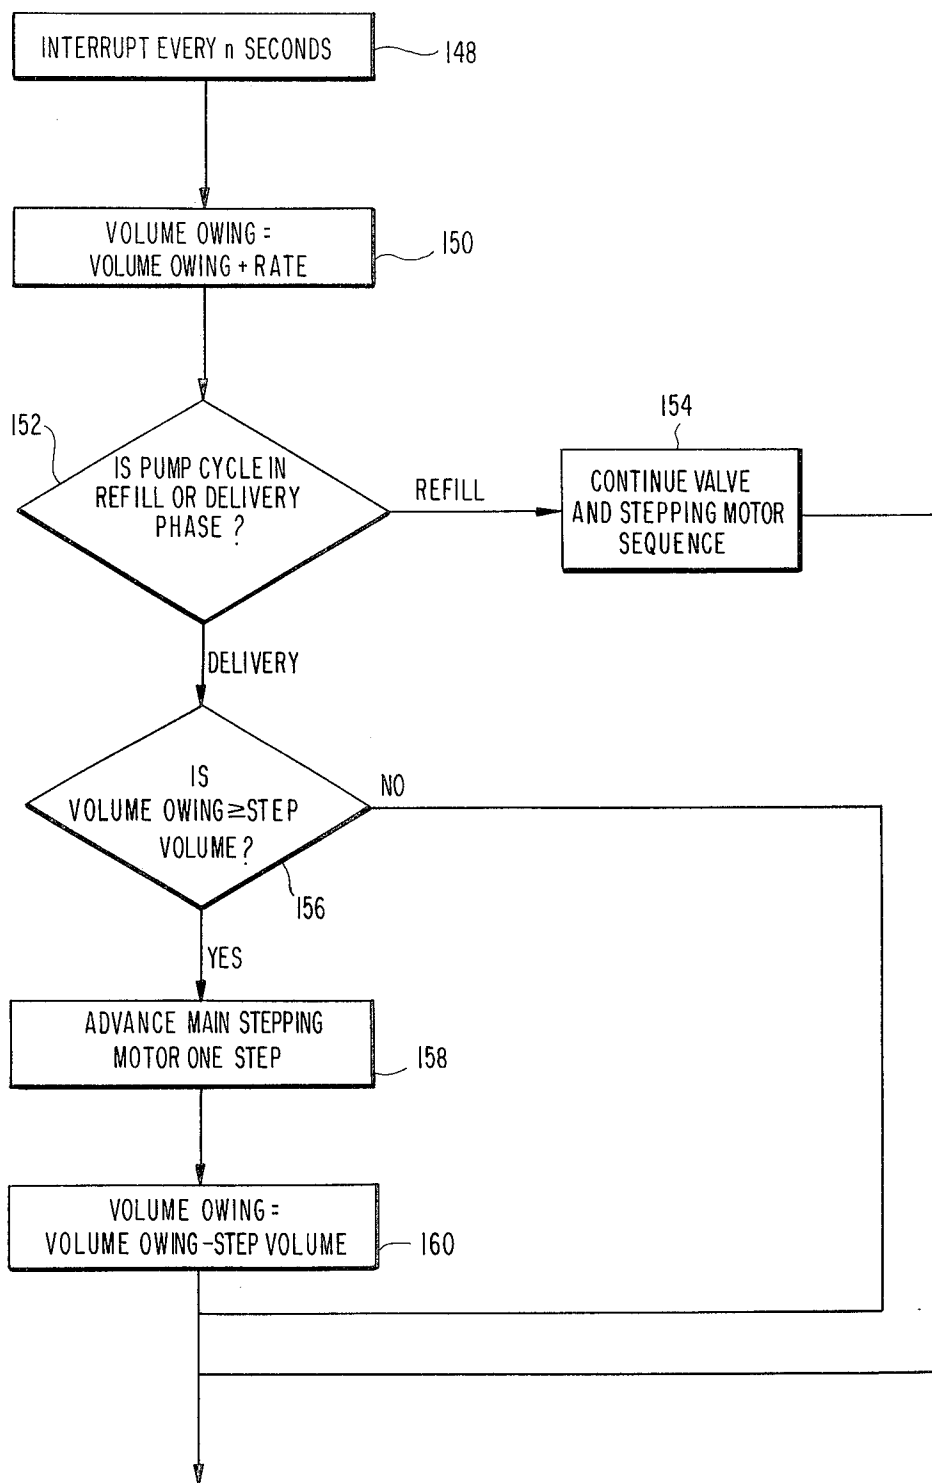 INTERRUPT EVERY n SECONDS
148
VOLUME OWING =
VOLUME OWING + RATE
150
152
IS PUMP CYCLE IN
REFILL OR DELIVERY
PHASE ?
REFILL
154
CONTINUE VALVE
AND STEPPING MOTOR
SEQUENCE
DELIVERY
IS
VOLUME OWING ≥ STEP
VOLUME ?
NO
156
YES
ADVANCE MAIN STEPPING
MOTOR ONE STEP
158
VOLUME OWING =
VOLUME OWING - STEP VOLUME
160